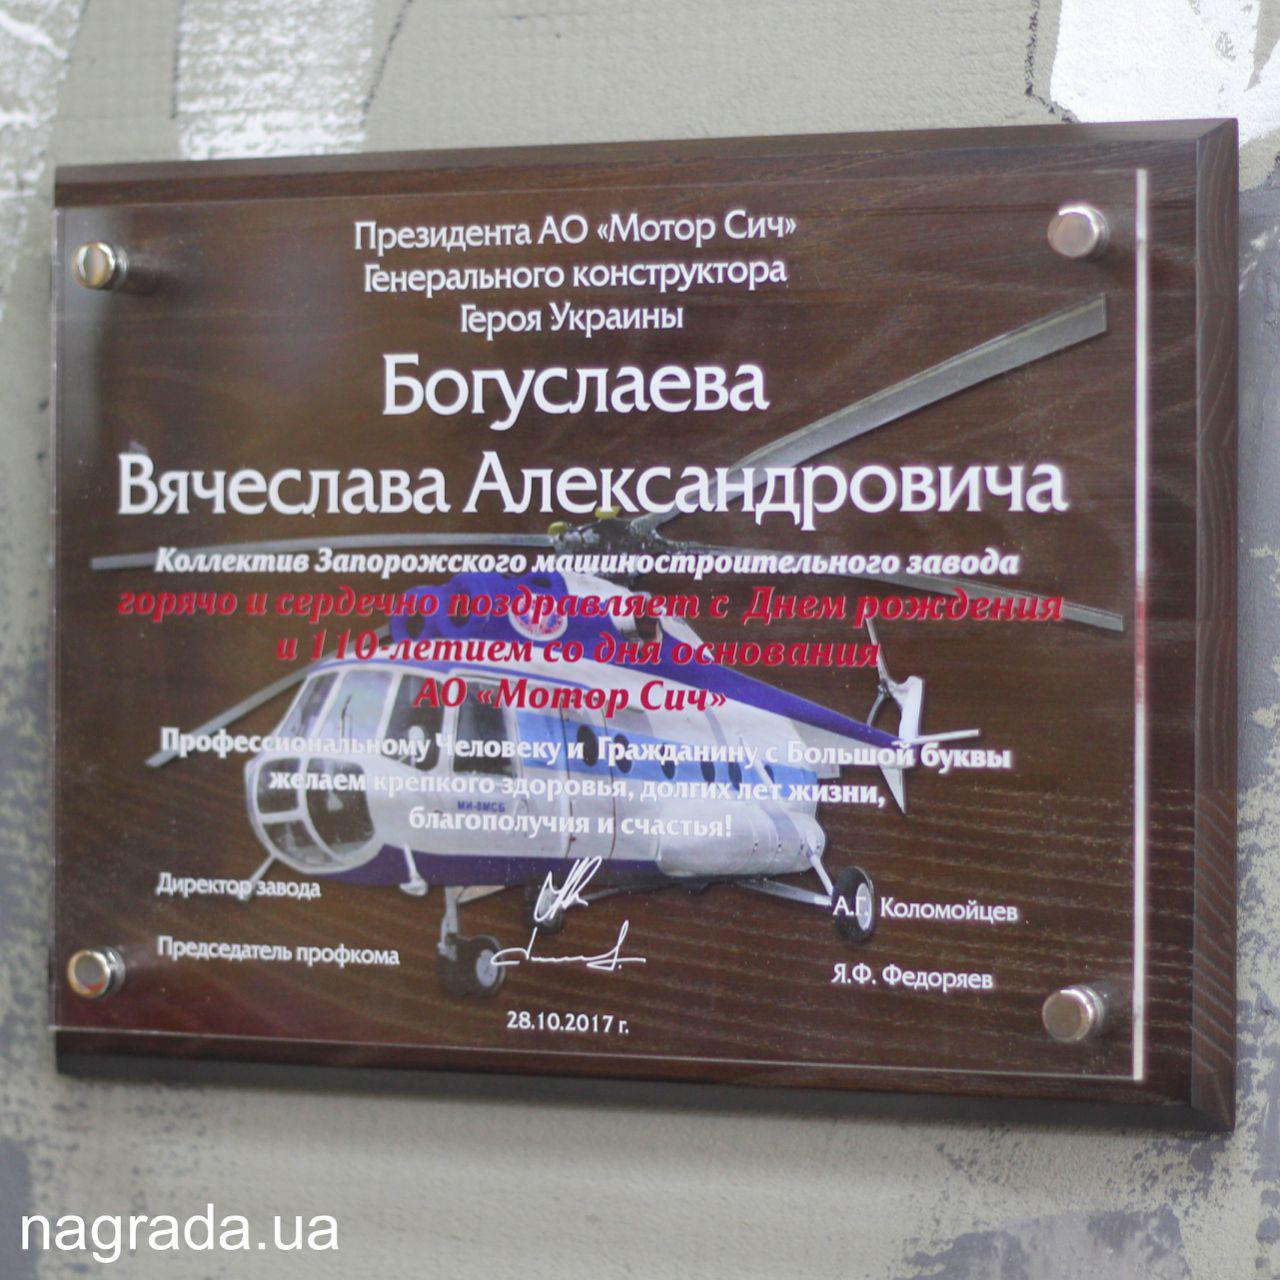 Президента АО «Мотор Сич»
Генерального конструктора
Героя Украины
Богуслаева
Вячеслава Александровича
Коллектив Запорожского машиностроительного завода
горячо и сердечно поздравляет с Днем рождения
и 110-летием со дня основания
АО «Мотор Сич»
Профессиональному Человеку и Гражданину с Большой буквы
желаем крепкого здоровья, долгих лет жизни,
МИ-8МСБ
благополучия и счастья!
Директор завода А.Г. Коломойцев
Председатель профкома Я.Ф. Федоряев
28.10.2017 г.
nagrada.ua